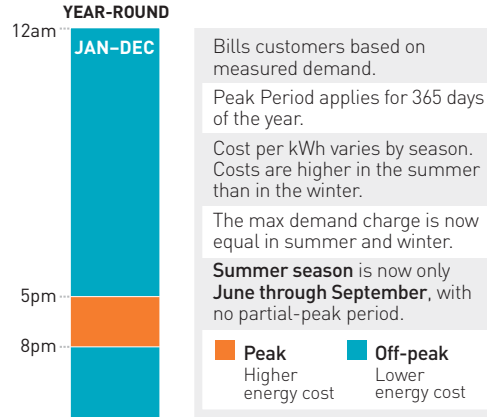 YEAR-ROUND
12am
JAN–DEC
5pm
8pm
Bills customers based on
measured demand.
Peak Period applies for 365 days
of the year.
Cost per kWh varies by season.
Costs are higher in the summer
than in the winter.
The max demand charge is now
equal in summer and winter.
Summer season is now only
June through September, with
no partial-peak period.
Peak
Higher
energy cost
Off-peak
Lower
energy cost